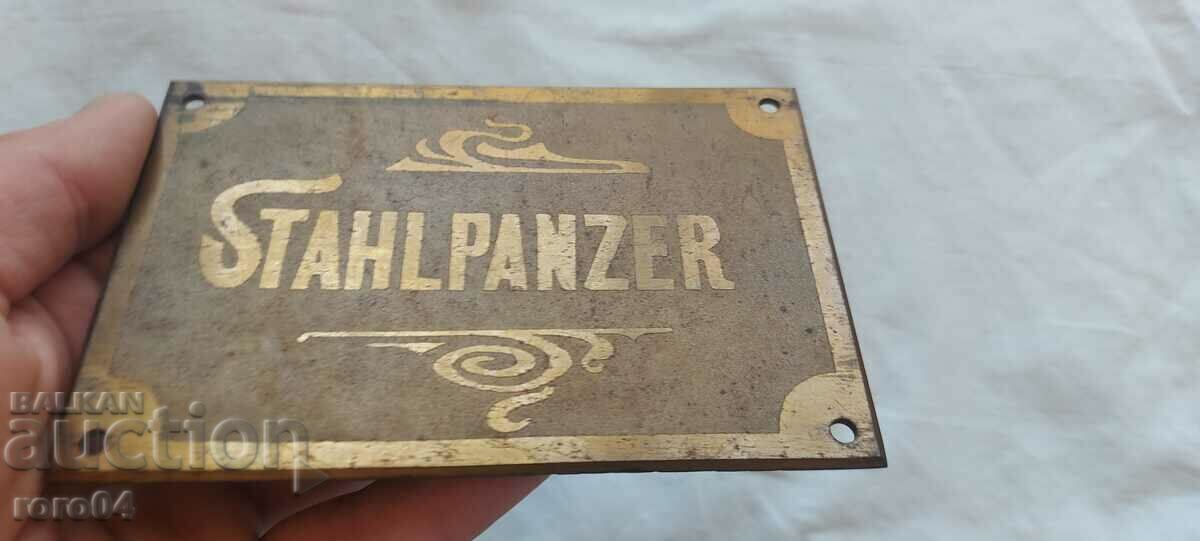 STAHLPANZER
BALKAN
auction
roro04